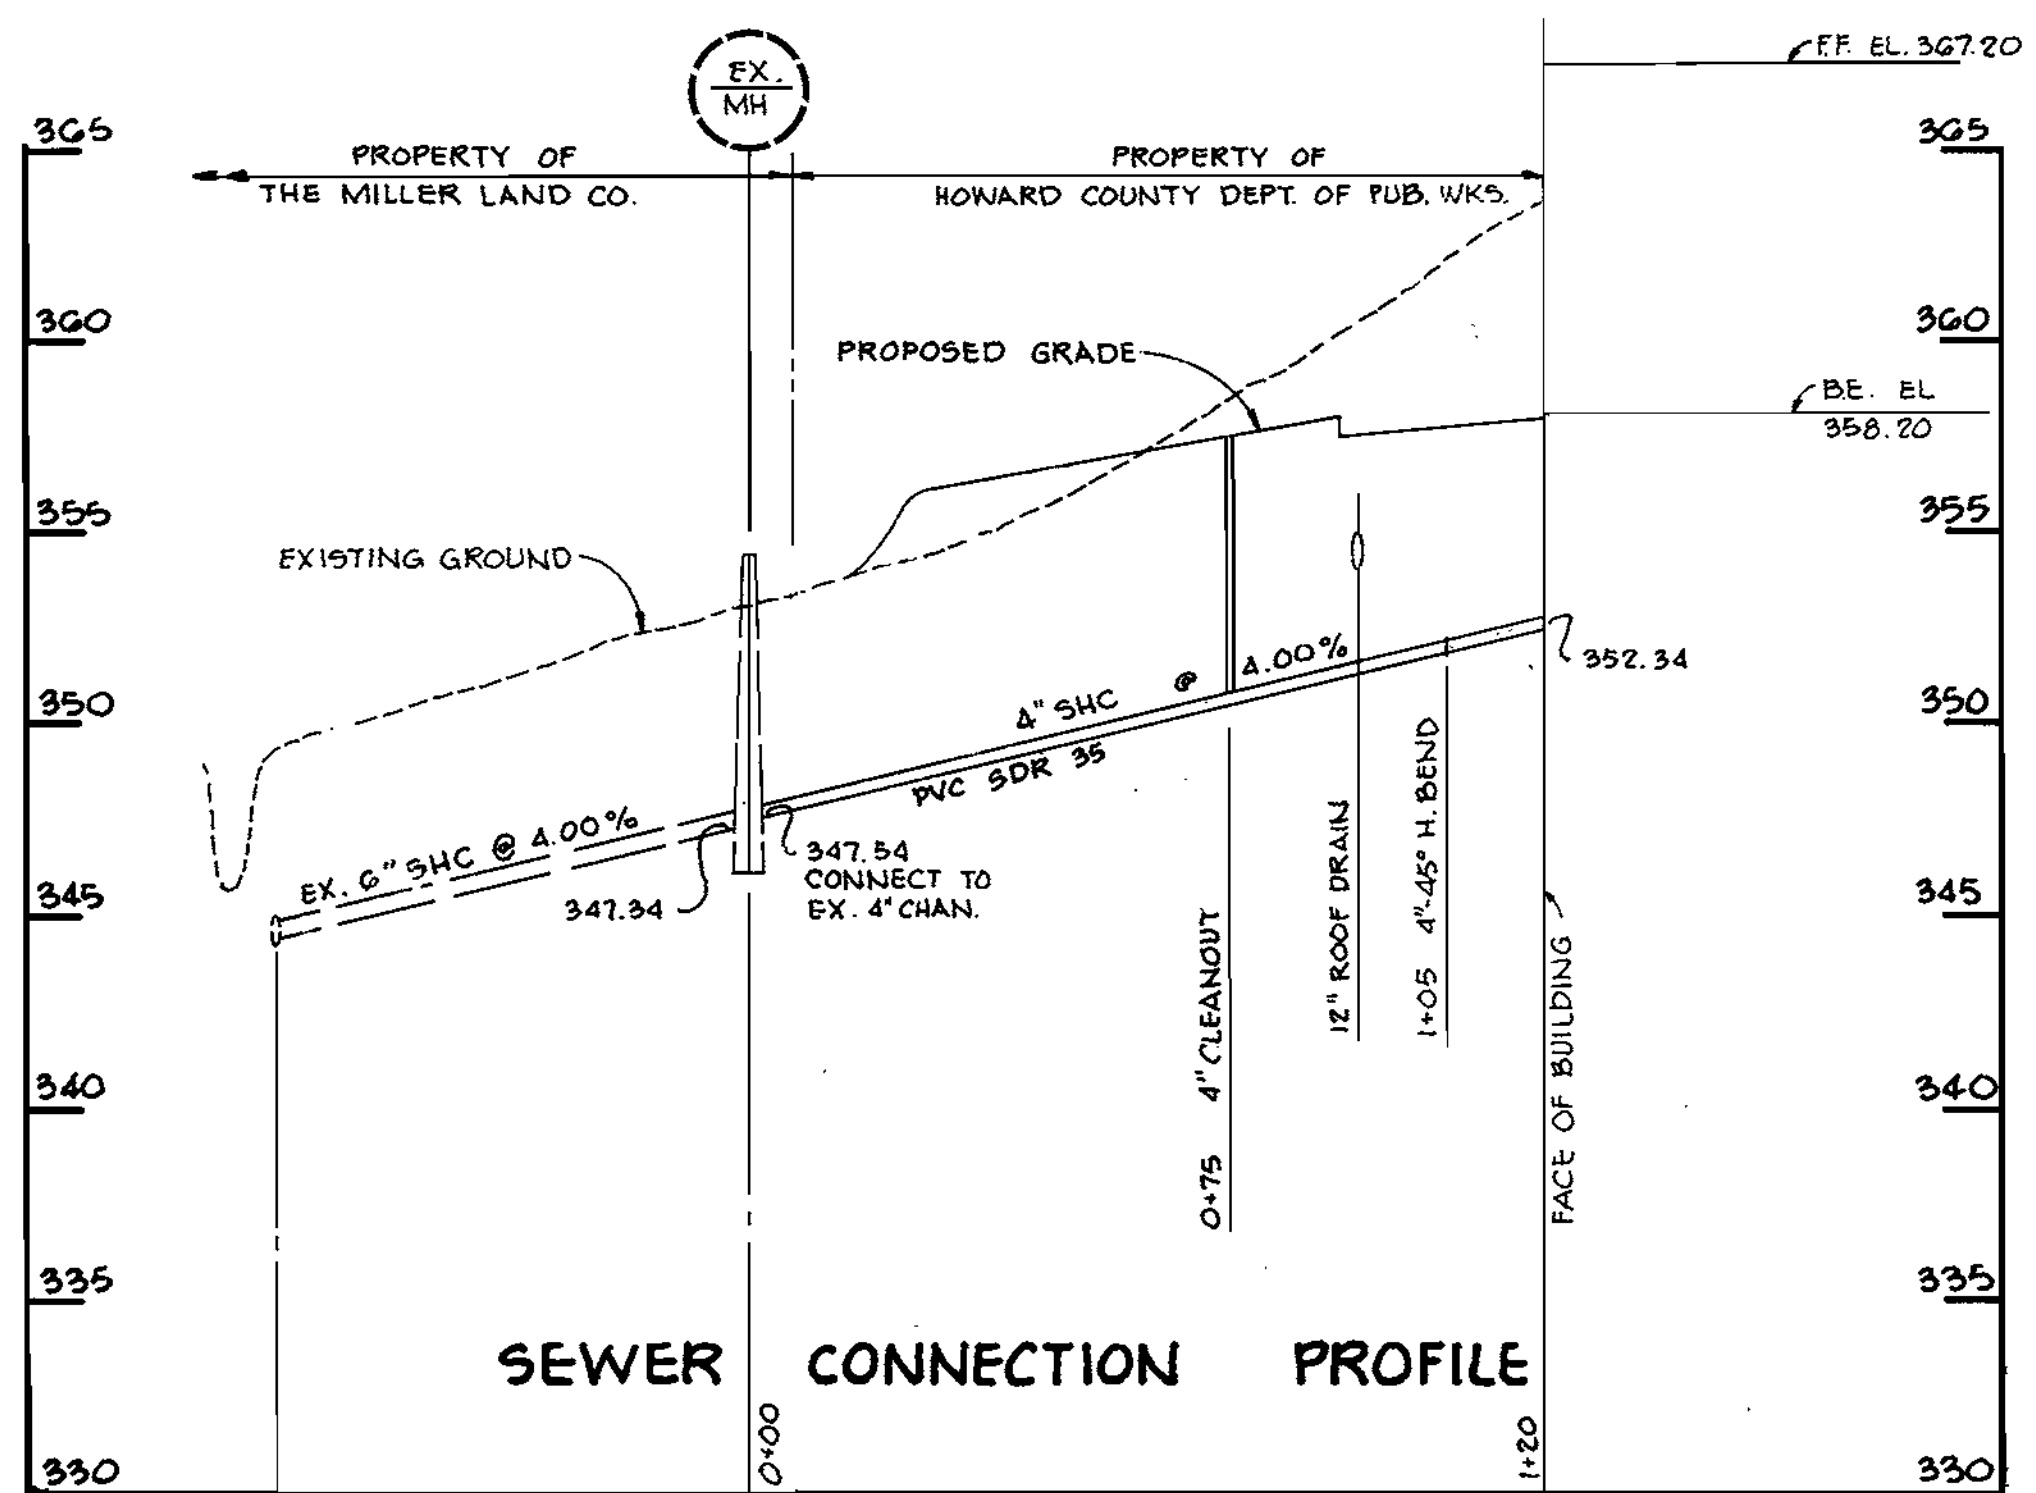 F.F. EL. 367.20
EX.
MH
365
365
PROPERTY OF
THE MILLER LAND CO.
PROPERTY OF
HOWARD COUNTY DEPT. OF PUB. WKS.
360
360
PROPOSED GRADE
B.E. EL
358.20
355
355
EXISTING GROUND
4" SHC @ 4.00%
PVC SDR 35
352.34
350
350
EX. 6" SHC @ 4.00%
347.34
347.54
CONNECT TO
EX. 4" CHAN.
345
345
0+75 4" CLEANOUT
12" ROOF DRAIN
1+05 4"-45° H. BEND
FACE OF BUILDING
340
340
335
335
SEWER CONNECTION PROFILE
0+00
1+20
330
330